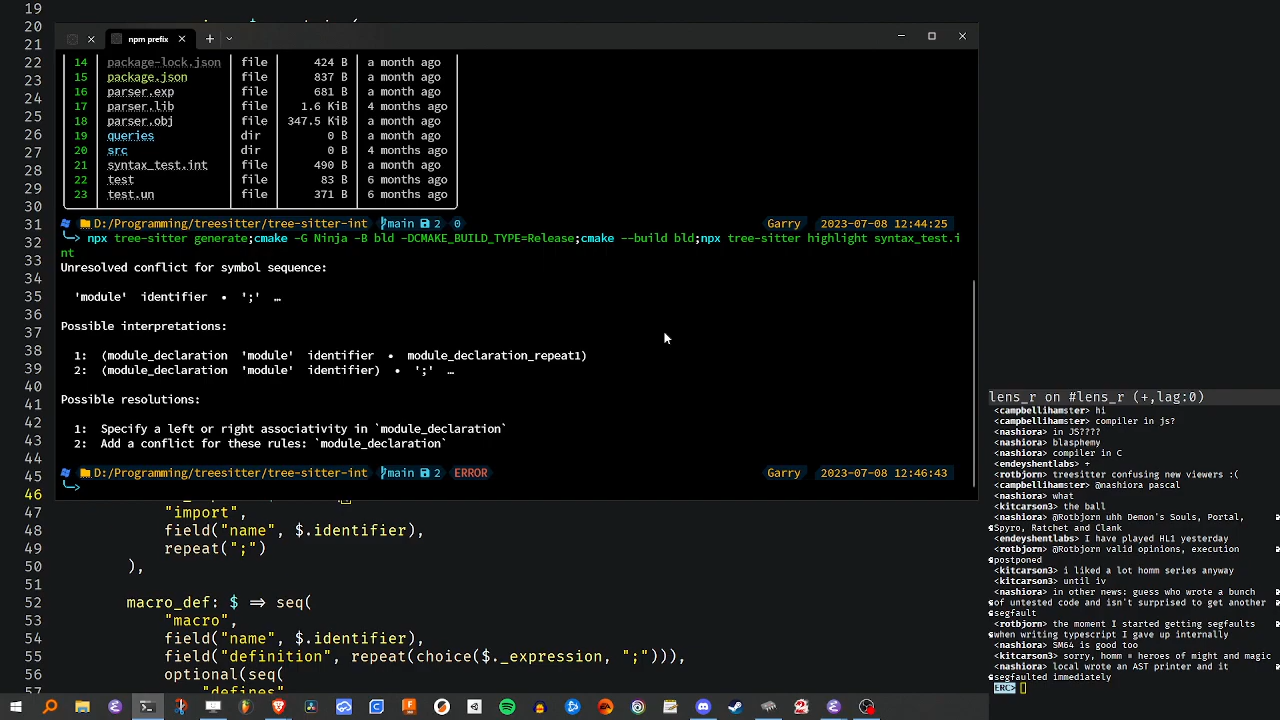 19
20
21
npm prefix
22
23
24
25
26
27
28
29
30
31
32
33
34
35
36
37
38
39
40
41
42
43
44
45
46
47
48
49
50
51
52
53
54
55
56
57
14 package-lock.json file 424 B a month ago
15 package.json file 837 B a month ago
16 parser.exp file 681 B a month ago
17 parser.lib file 1.6 KiB 4 months ago
18 parser.obj file 347.5 KiB a month ago
19 queries dir 0 B a month ago
20 src dir 0 B 4 months ago
21 syntax_test.int file 490 B a month ago
22 test file 83 B 6 months ago
23 test.un file 371 B 6 months ago
D:/Programming/treesitter/tree-sitter-int main 2 0 Garry 2023-07-08 12:44:25
npx tree-sitter generate;cmake -G Ninja -B bld -DCMAKE_BUILD_TYPE=Release;cmake --build bld;npx tree-sitter highlight syntax_test.i
nt
Unresolved conflict for symbol sequence:
'module' identifier • ';' …
Possible interpretations:
1: (module_declaration 'module' identifier • module_declaration_repeat1)
2: (module_declaration 'module' identifier) • ';' …
Possible resolutions:
1: Specify a left or right associativity in `module_declaration`
2: Add a conflict for these rules: `module_declaration`
D:/Programming/treesitter/tree-sitter-int main 2 ERROR Garry 2023-07-08 12:46:43
"import",
field("name", $.identifier),
repeat(";")
),
macro_def: $ => seq(
"macro",
field("name", $.identifier),
field("definition", repeat(choice($._expression, ";"))),
optional(seq(
"defines"
lens_r on #lens_r (+,lag:0)
<campbellihamster> hi
<campbellihamster> compiler in js?
<nashiora> in JS????
<nashiora> blasphemy
<nashiora> compiler in C
<endeyshentlabs> +
<rotbjorn> treesitter confusing new viewers :(
<campbellihamster> @nashiora pascal
<nashiora> what
<kitcarson3> the ball
<nashiora> @Rotbjorn uhh Demon's Souls, Portal,
Spyro, Ratchet and Clank
<endeyshentlabs> I have played HL1 yesterday
<rotbjorn> @Rotbjorn valid opinions, execution
postponed
<kitcarson3> i liked a lot homm series anyway
<kitcarson3> until iv
<nashiora> in other news: guess who wrote a bunch
of untested code and isn't surprised to get another
segfault
<rotbjorn> the moment I started getting segfaults
when writing typescript I gave up internally
<nashiora> SM64 is good too
<kitcarson3> sorry, homm = heroes of might and magic
<nashiora> local wrote an AST printer and it
segfaulted immediately
ERC>